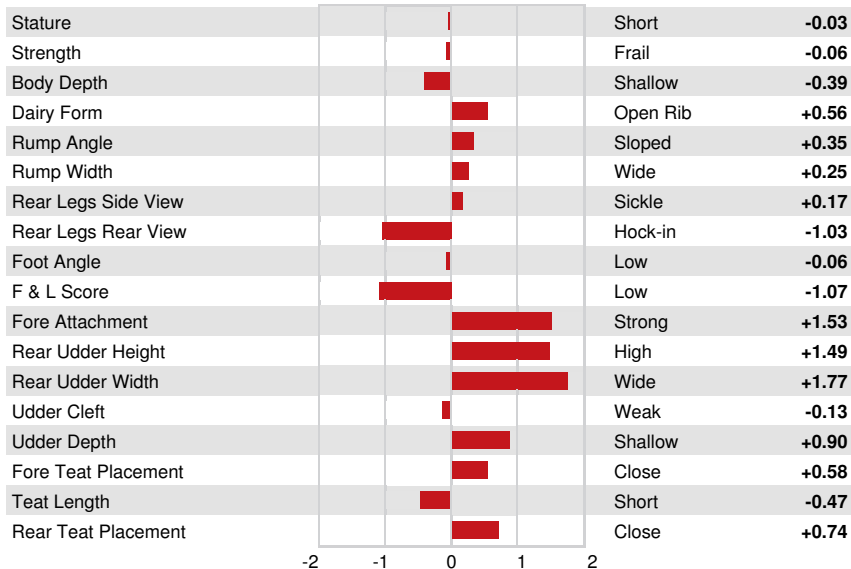 Stature Short -0.03
Strength Frail -0.06
Body Depth Shallow -0.39
Dairy Form Open Rib +0.56
Rump Angle Sloped +0.35
Rump Width Wide +0.25
Rear Legs Side View Sickle +0.17
Rear Legs Rear View Hock-in -1.03
Foot Angle Low -0.06
F & L Score Low -1.07
Fore Attachment Strong +1.53
Rear Udder Height High +1.49
Rear Udder Width Wide +1.77
Udder Cleft Weak -0.13
Udder Depth Shallow +0.90
Fore Teat Placement Close +0.58
Teat Length Short -0.47
Rear Teat Placement Close +0.74
-2 -1 0 1 2